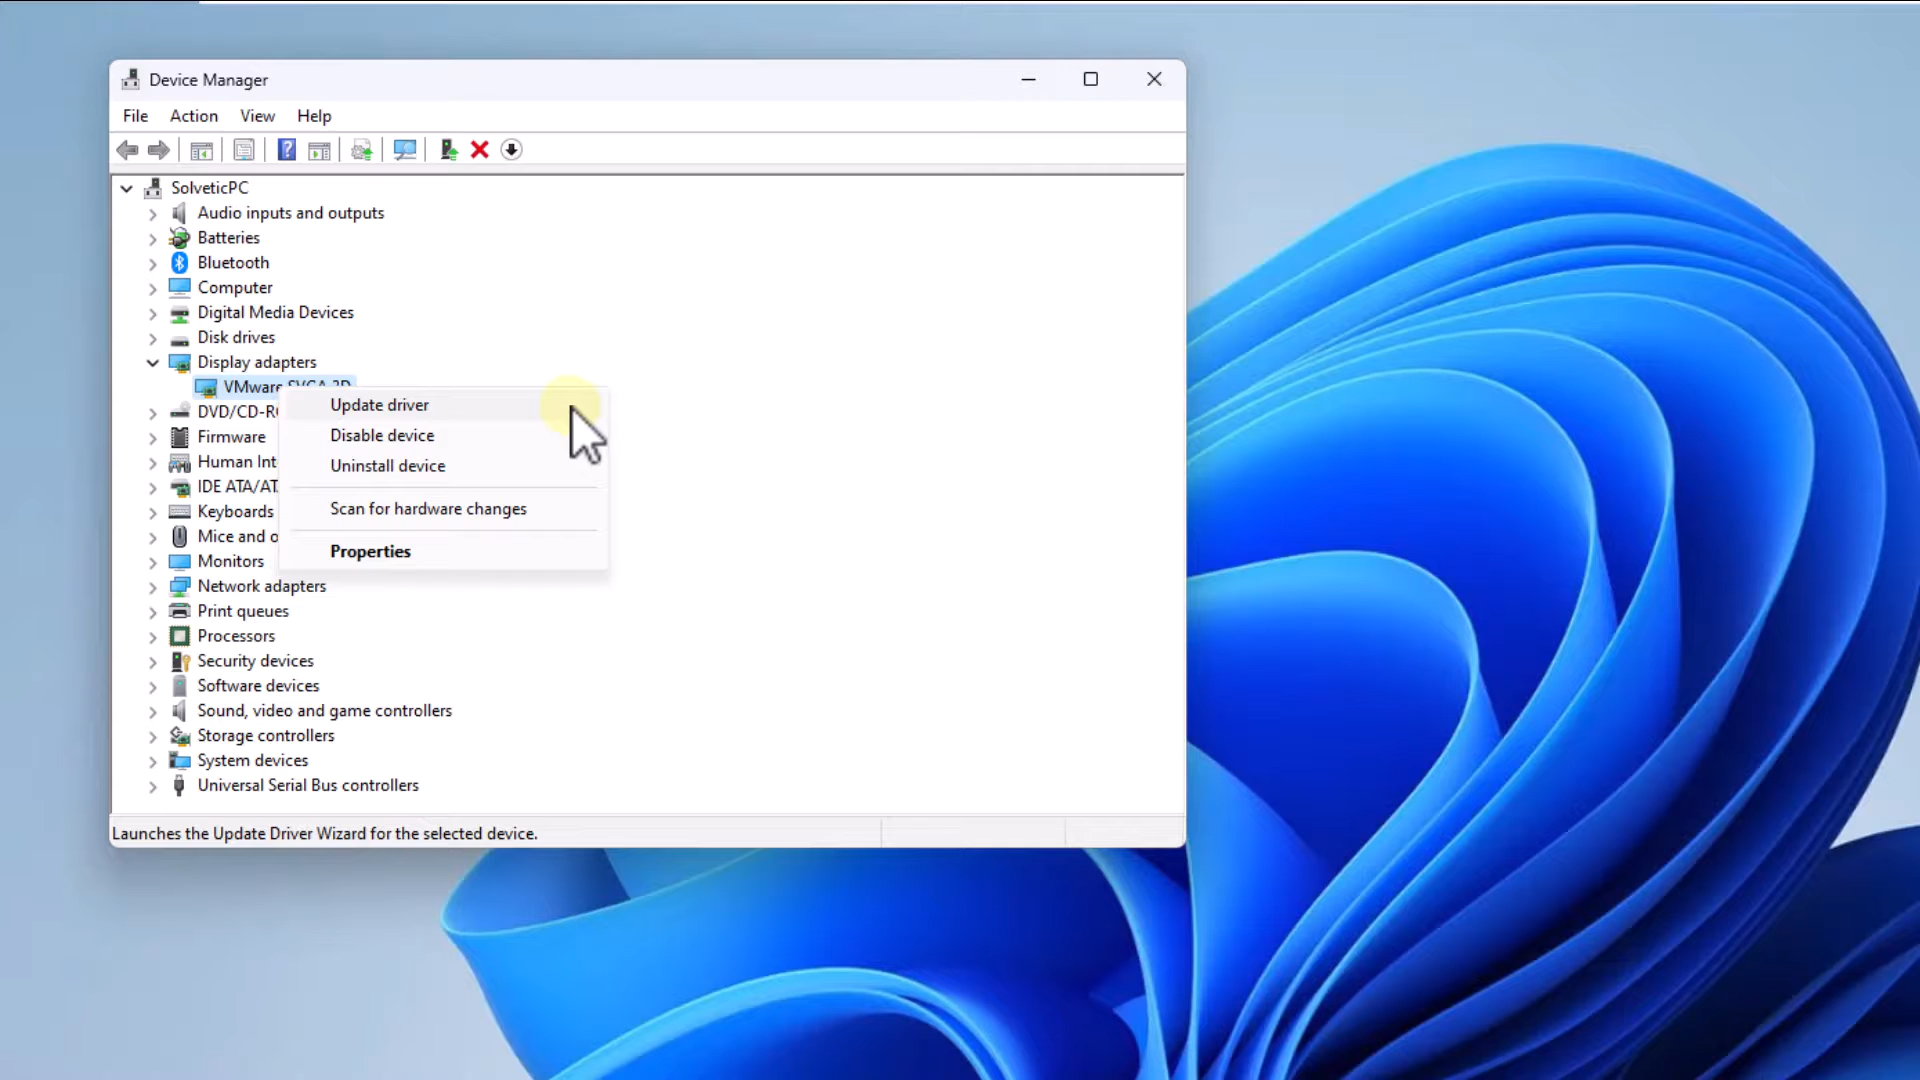 Device Manager
File Action View Help
SolveticPC
Audio inputs and outputs
Batteries
Bluetooth
Computer
Digital Media Devices
Disk drives
Display adapters
VMware SVGA 3D
Update driver
DVD/CD-R
Disable device
Firmware
Human Int
Uninstall device
IDE ATA/AT
Keyboards
Scan for hardware changes
Mice and o
Properties
Monitors
Network adapters
Print queues
Processors
Security devices
Software devices
Sound, video and game controllers
Storage controllers
System devices
Universal Serial Bus controllers
Launches the Update Driver Wizard for the selected device.